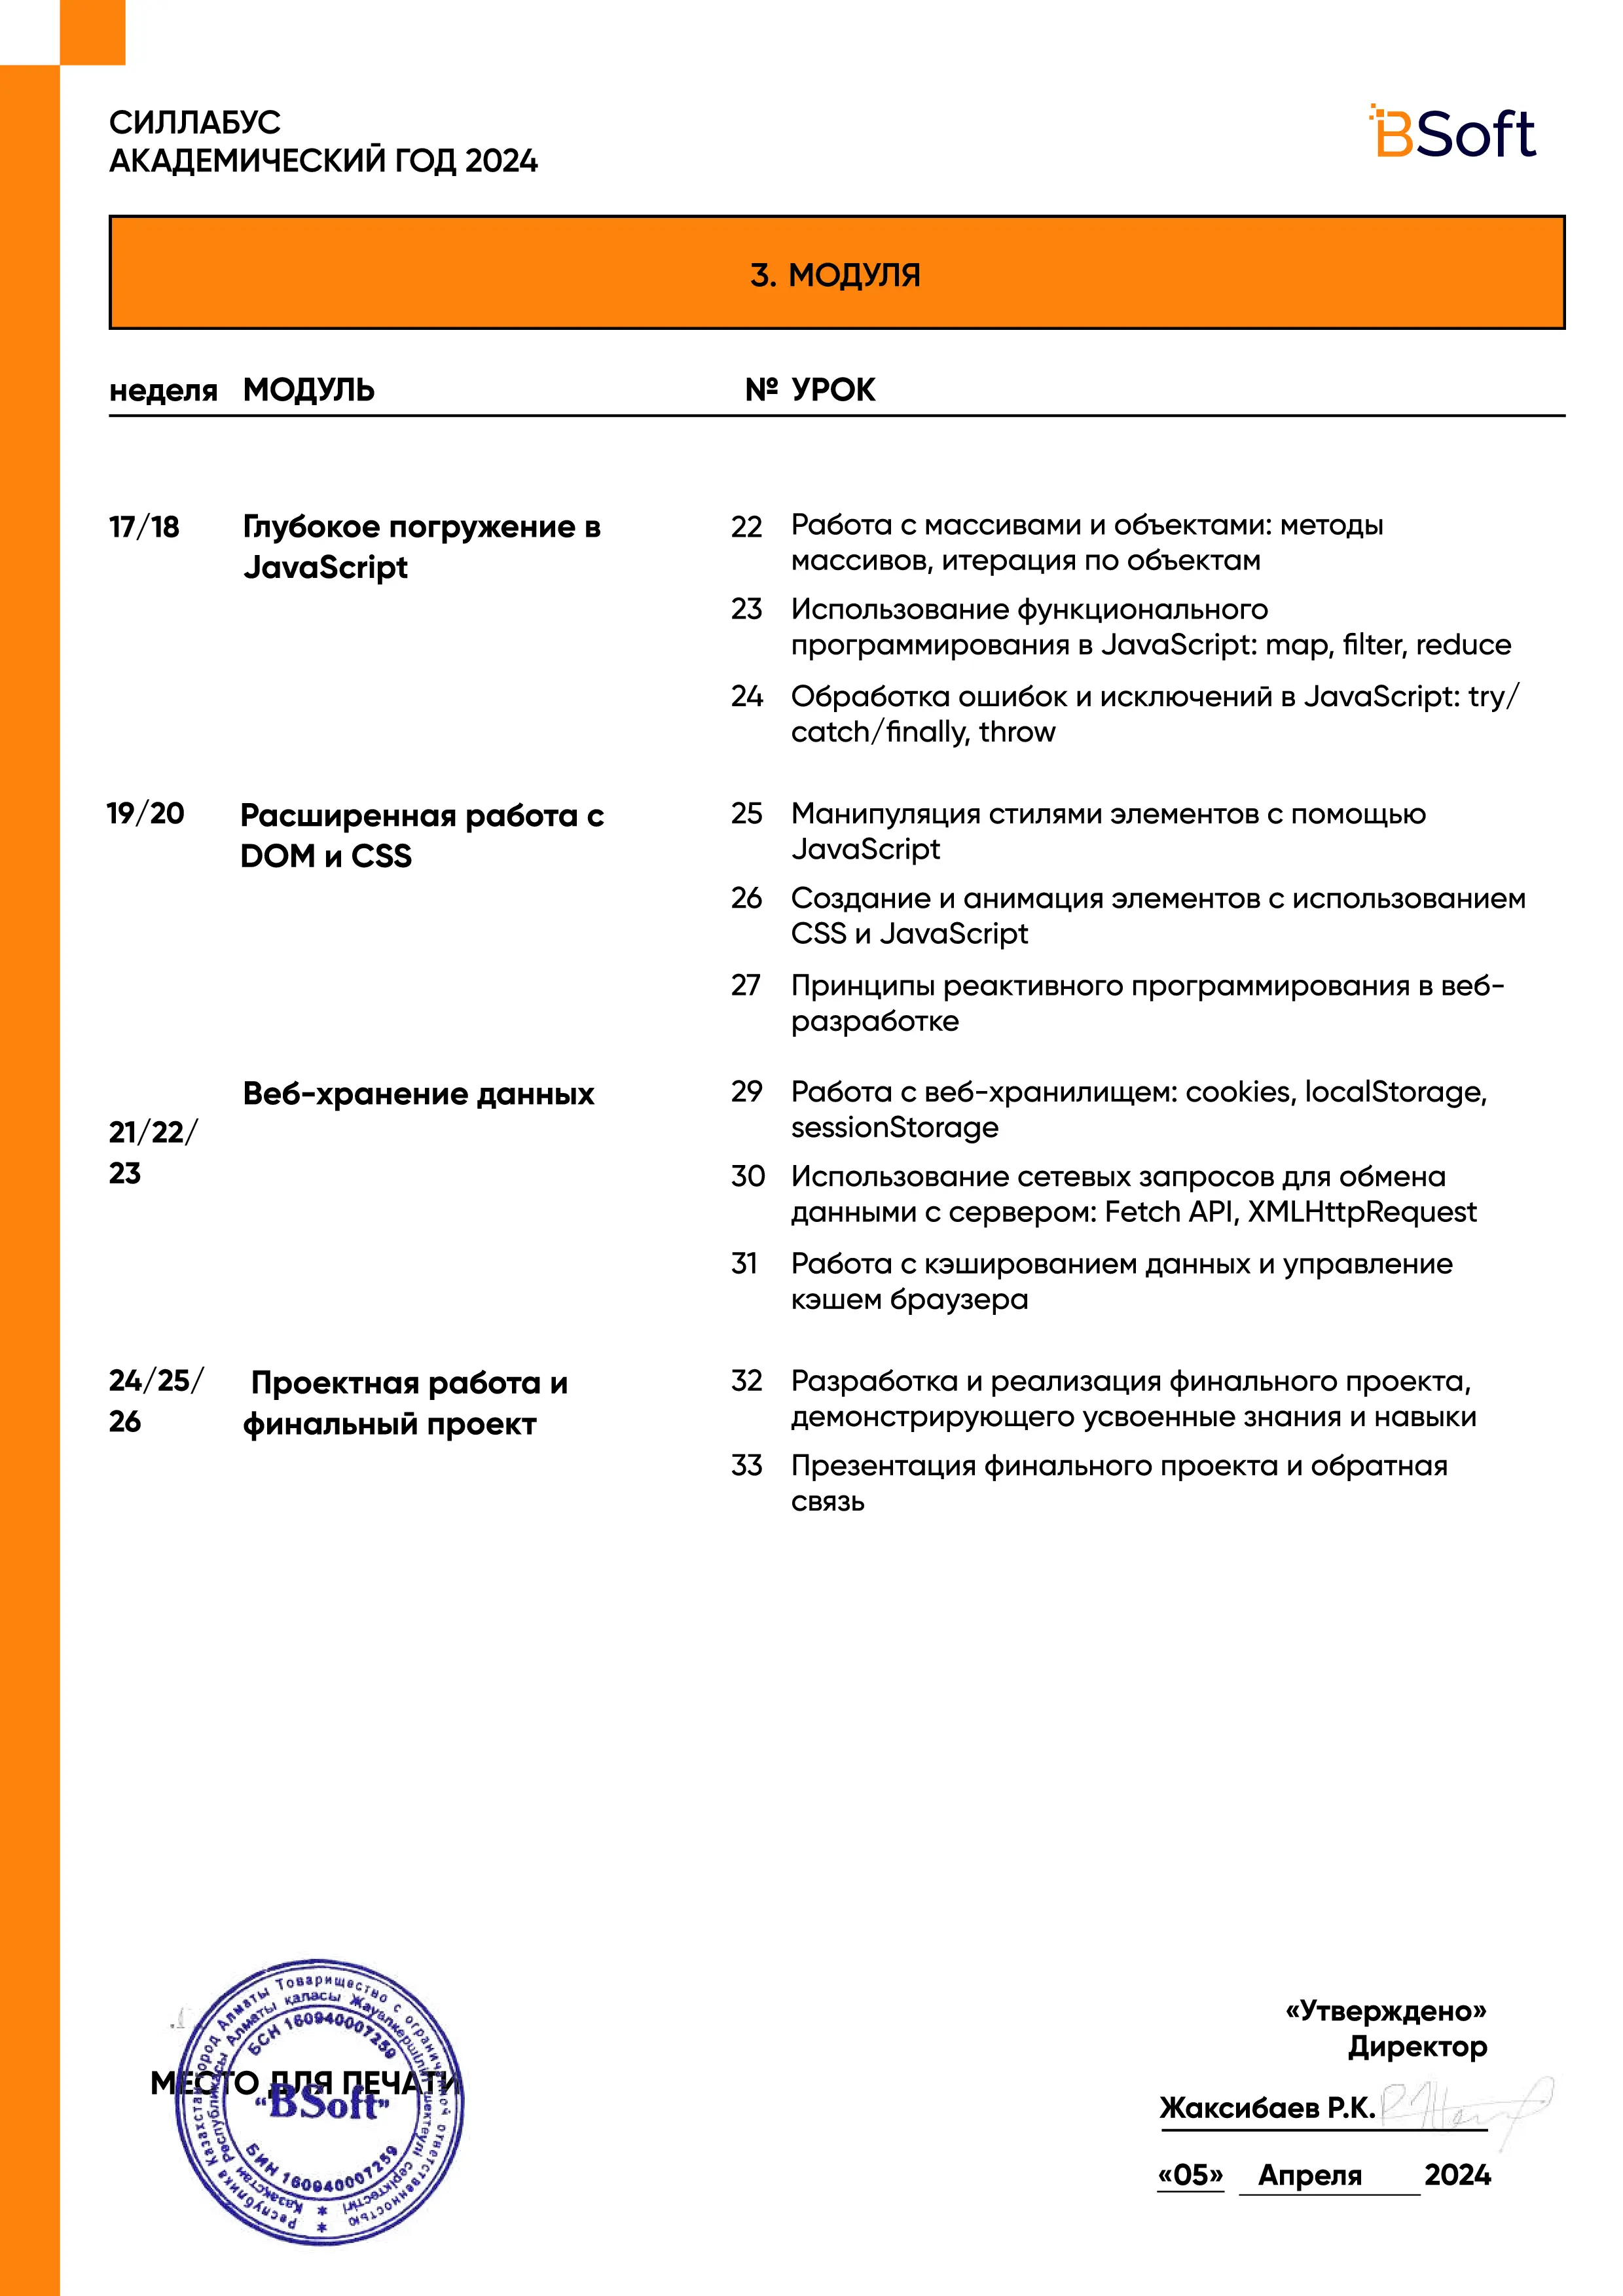 СИЛЛАБУС
АКАДЕМИЧЕСКИЙ ГОД 2024
BSoft
3. МОДУЛЯ
неделя МОДУЛЬ № УРОК
17/18 Глубокое погружение в
JavaScript
22 Работа с массивами и объектами: методы
массивов, итерация по объектам
23 Использование функционального
программирования в JavaScript: map, filter, reduce
24 Обработка ошибок и исключений в JavaScript: try/
catch/finally, throw
19/20 Расширенная работа с
DOM и CSS
25 Манипуляция стилями элементов с помощью
JavaScript
26 Создание и анимация элементов с использованием
CSS и JavaScript
27 Принципы реактивного программирования в веб-
разработке
21/22/
23
Веб-хранение данных
29 Работа с веб-хранилищем: cookies, localStorage,
sessionStorage
30 Использование сетевых запросов для обмена
данными с сервером: Fetch API, XMLHttpRequest
31 Работа с кэшированием данных и управление
кэшем браузера
24/25/
26
Проектная работа и
финальный проект
32 Разработка и реализация финального проекта,
демонстрирующего усвоенные знания и навыки
33 Презентация финального проекта и обратная
связь
МЕСТО ДЛЯ ПЕЧАТИ
Республика Казахстан город Алматы Товарищество с ограниченной ответственностью
Қазақстан Республикасы Алматы қаласы Жауапкершілігі шектеулі серіктестігі
БСН 160940007259
“BSoft”
БИН 160940007259
«Утверждено»
Директор
Жаксибаев Р.К.
«05» Апреля 2024